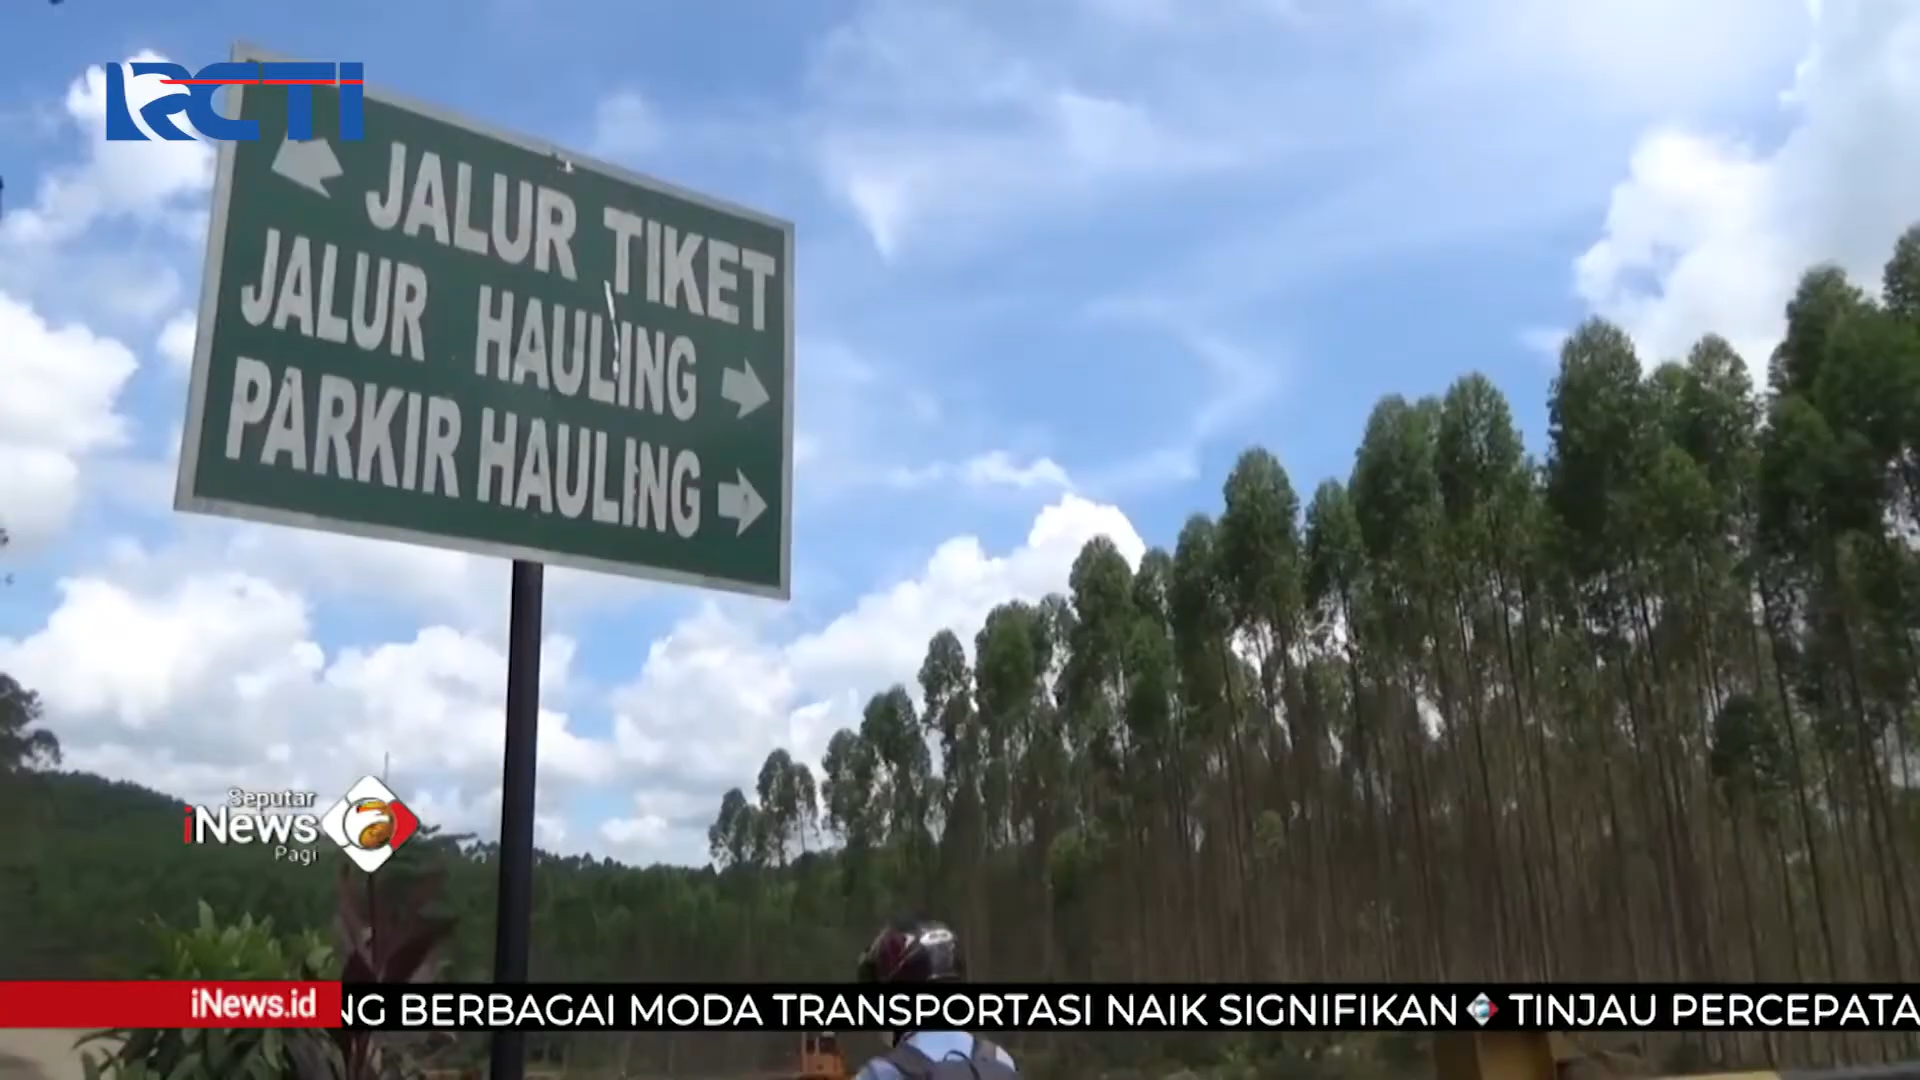 RCTI
JALUR TIKET
JALUR HAULING
PARKIR HAULING
Seputar
iNews
Pagi
iNews.id
NG BERBAGAI MODA TRANSPORTASI NAIK SIGNIFIKAN TINJAU PERCEPATA